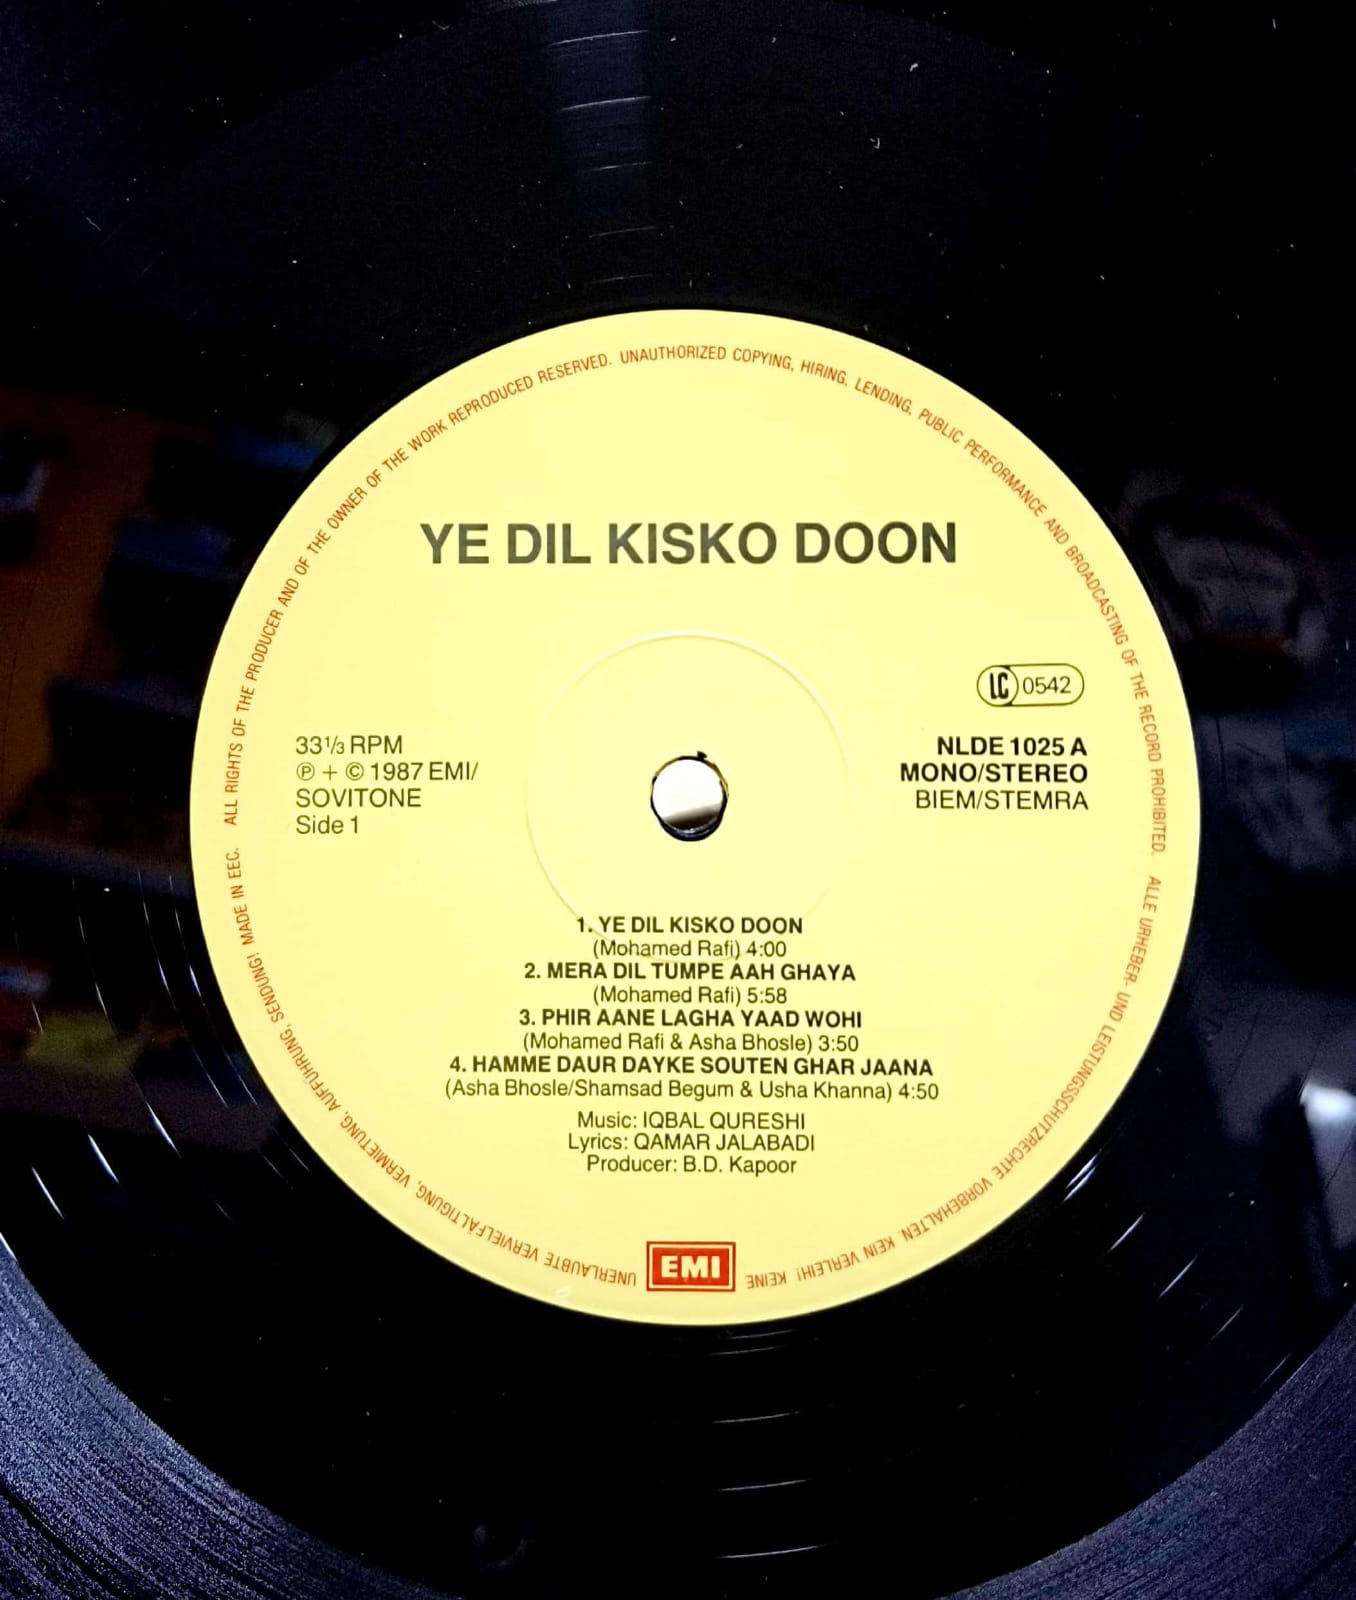 ALL RIGHTS OF THE PRODUCER AND OF THE OWNER OF THE WORK REPRODUCED RESERVED. UNAUTHORIZED COPYING, HIRING, LENDING, PUBLIC PERFORMANCE AND BROADCASTING OF THE RECORD PROHIBITED.
YE DIL KISKO DOON
LC 0542
33 1/3 RPM
℗ + © 1987 EMI/
SOVITONE
Side 1
NLDE 1025 A
MONO/STEREO
BIEM/STEMRA
1. YE DIL KISKO DOON
(Mohamed Rafi) 4:00
2. MERA DIL TUMPE AAH GHAYA
(Mohamed Rafi) 5:58
3. PHIR AANE LAGHA YAAD WOHI
(Mohamed Rafi & Asha Bhosle) 3:50
4. HAMME DAUR DAYKE SOUTEN GHAR JAANA
(Asha Bhosle/Shamsad Begum & Usha Khanna) 4:50
Music: IQBAL QURESHI
Lyrics: QAMAR JALABADI
Producer: B.D. Kapoor
EMI
ALLE URHEBER- UND LEISTUNGSSCHUTZRECHTE VORBEHALTEN. KEIN VERLEIH! KEINE UNERLAUBTE VERVIELFÄLTIGUNG, VERMIETUNG, AUFFÜHRUNG, SENDUNG! MADE IN EEC.